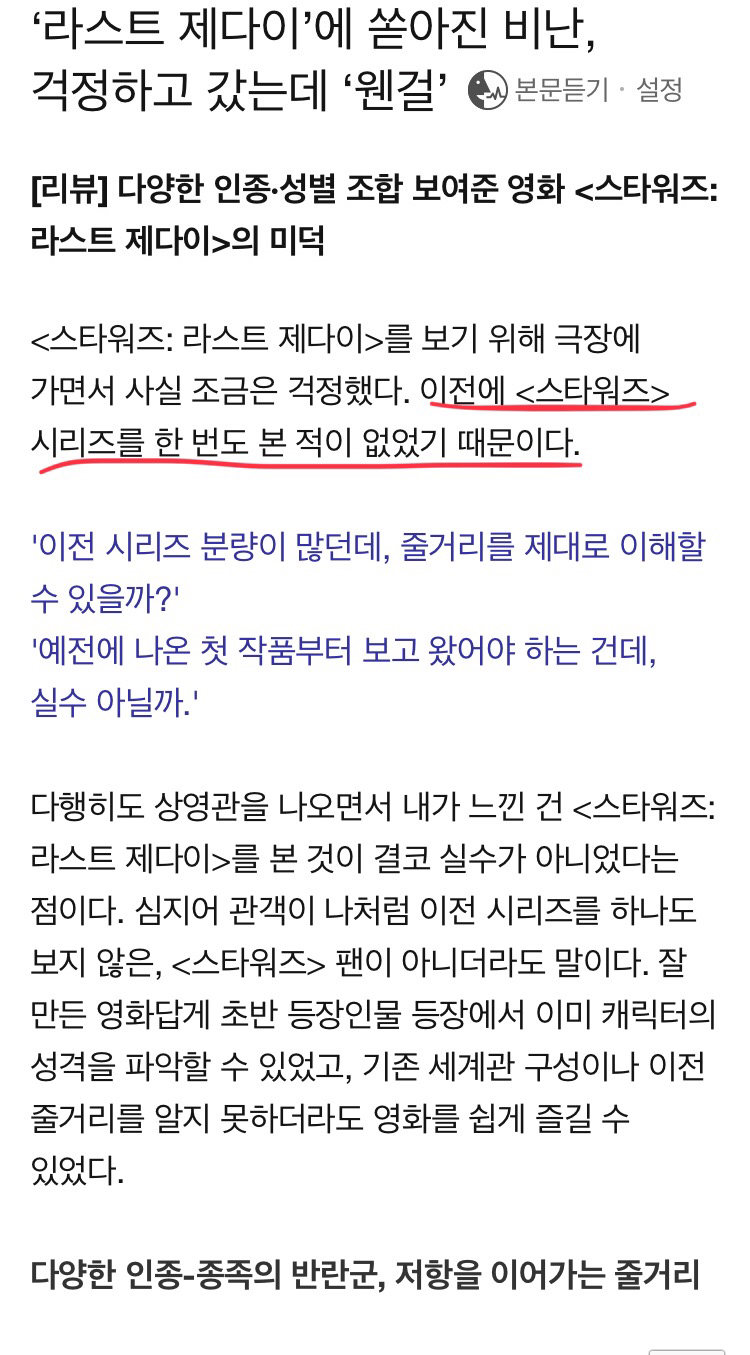 ‘라스트 제다이’에 쏟아진 비난,
걱정하고 갔는데 ‘웬걸’ 본문듣기 · 설정
[리뷰] 다양한 인종·성별 조합 보여준 영화 <스타워즈:
라스트 제다이>의 미덕
<스타워즈: 라스트 제다이>를 보기 위해 극장에
가면서 사실 조금은 걱정했다. 이전에 <스타워즈>
시리즈를 한 번도 본 적이 없었기 때문이다.
'이전 시리즈 분량이 많던데, 줄거리를 제대로 이해할
수 있을까?'
'예전에 나온 첫 작품부터 보고 왔어야 하는 건데,
실수 아닐까.'
다행히도 상영관을 나오면서 내가 느낀 건 <스타워즈:
라스트 제다이>를 본 것이 결코 실수가 아니었다는
점이다. 심지어 관객이 나처럼 이전 시리즈를 하나도
보지 않은, <스타워즈> 팬이 아니더라도 말이다. 잘
만든 영화답게 초반 등장인물 등장에서 이미 캐릭터의
성격을 파악할 수 있었고, 기존 세계관 구성이나 이전
줄거리를 알지 못하더라도 영화를 쉽게 즐길 수
있었다.
다양한 인종-종족의 반란군, 저항을 이어가는 줄거리